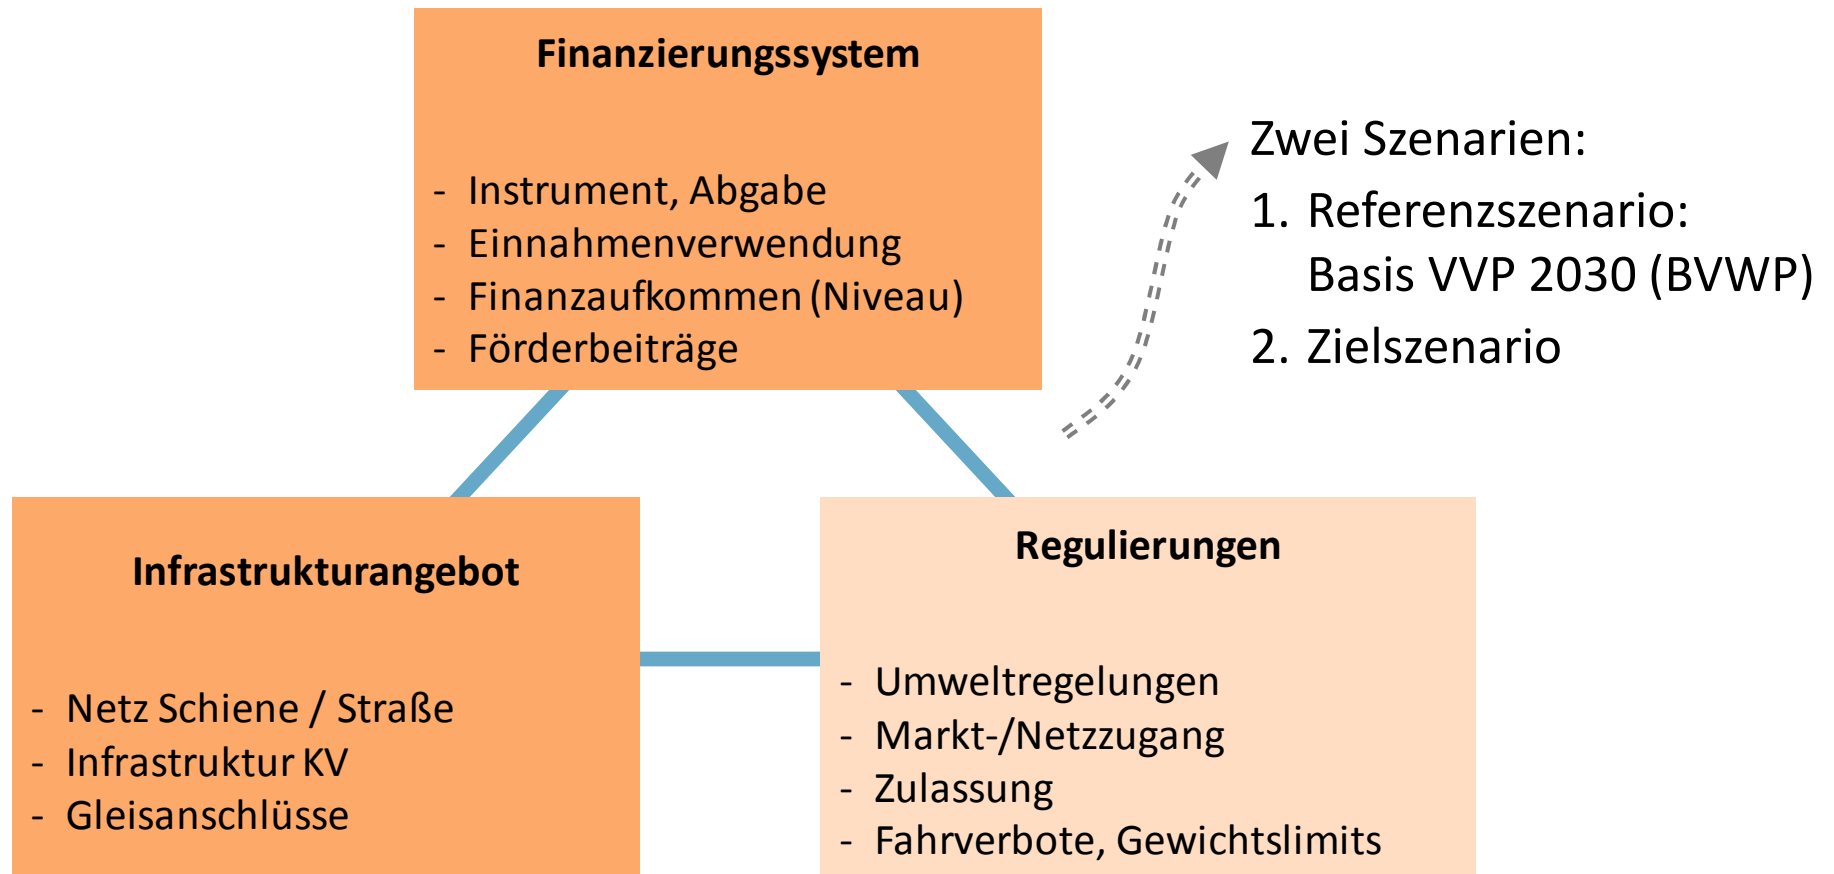 Finanzierungssystem
- Instrument, Abgabe
- Einnahmenverwendung
- Finanzaufkommen (Niveau)
- Förderbeiträge
Zwei Szenarien:
1. Referenzszenario:
Basis VVP 2030 (BVWP)
2. Zielszenario
Infrastrukturangebot
- Netz Schiene / Straße
- Infrastruktur KV
- Gleisanschlüsse
Regulierungen
- Umweltregelungen
- Markt-/Netzzugang
- Zulassung
- Fahrverbote, Gewichtslimits